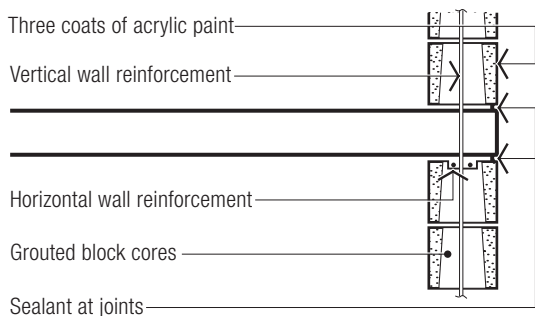 Three coats of acrylic paint
Vertical wall reinforcement
Horizontal wall reinforcement
Grouted block cores
Sealant at joints